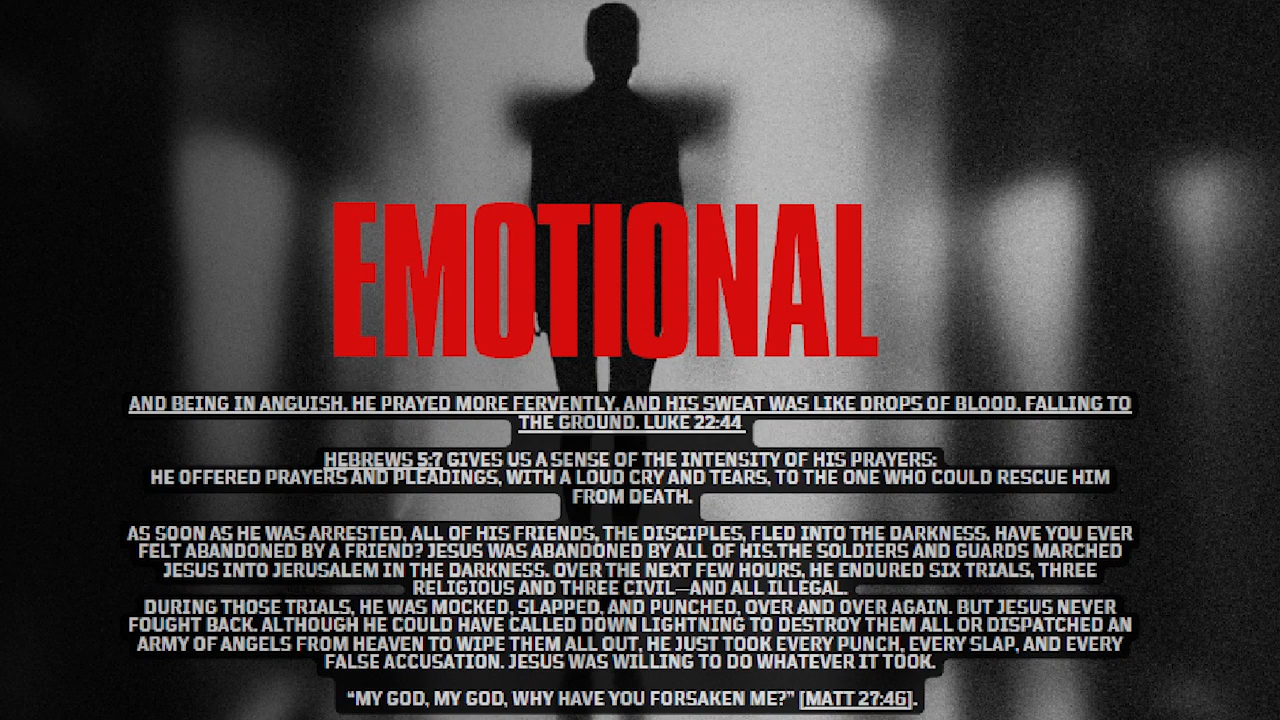 EMOTIONAL
AND BEING IN ANGUISH, HE PRAYED MORE FERVENTLY, AND HIS SWEAT WAS LIKE DROPS OF BLOOD, FALLING TO
THE GROUND. LUKE 22:44
HEBREWS 5:7 GIVES US A SENSE OF THE INTENSITY OF HIS PRAYERS:
HE OFFERED PRAYERS AND PLEADINGS, WITH A LOUD CRY AND TEARS, TO THE ONE WHO COULD RESCUE HIM
FROM DEATH.
AS SOON AS HE WAS ARRESTED, ALL OF HIS FRIENDS, THE DISCIPLES, FLED INTO THE DARKNESS. HAVE YOU EVER
FELT ABANDONED BY A FRIEND? JESUS WAS ABANDONED BY ALL OF HIS.THE SOLDIERS AND GUARDS MARCHED
JESUS INTO JERUSALEM IN THE DARKNESS. OVER THE NEXT FEW HOURS, HE ENDURED SIX TRIALS, THREE
RELIGIOUS AND THREE CIVIL—AND ALL ILLEGAL.
DURING THOSE TRIALS, HE WAS MOCKED, SLAPPED, AND PUNCHED, OVER AND OVER AGAIN. BUT JESUS NEVER
FOUGHT BACK. ALTHOUGH HE COULD HAVE CALLED DOWN LIGHTNING TO DESTROY THEM ALL OR DISPATCHED AN
ARMY OF ANGELS FROM HEAVEN TO WIPE THEM ALL OUT, HE JUST TOOK EVERY PUNCH, EVERY SLAP, AND EVERY
FALSE ACCUSATION. JESUS WAS WILLING TO DO WHATEVER IT TOOK.
“MY GOD, MY GOD, WHY HAVE YOU FORSAKEN ME?” [MATT 27:46].